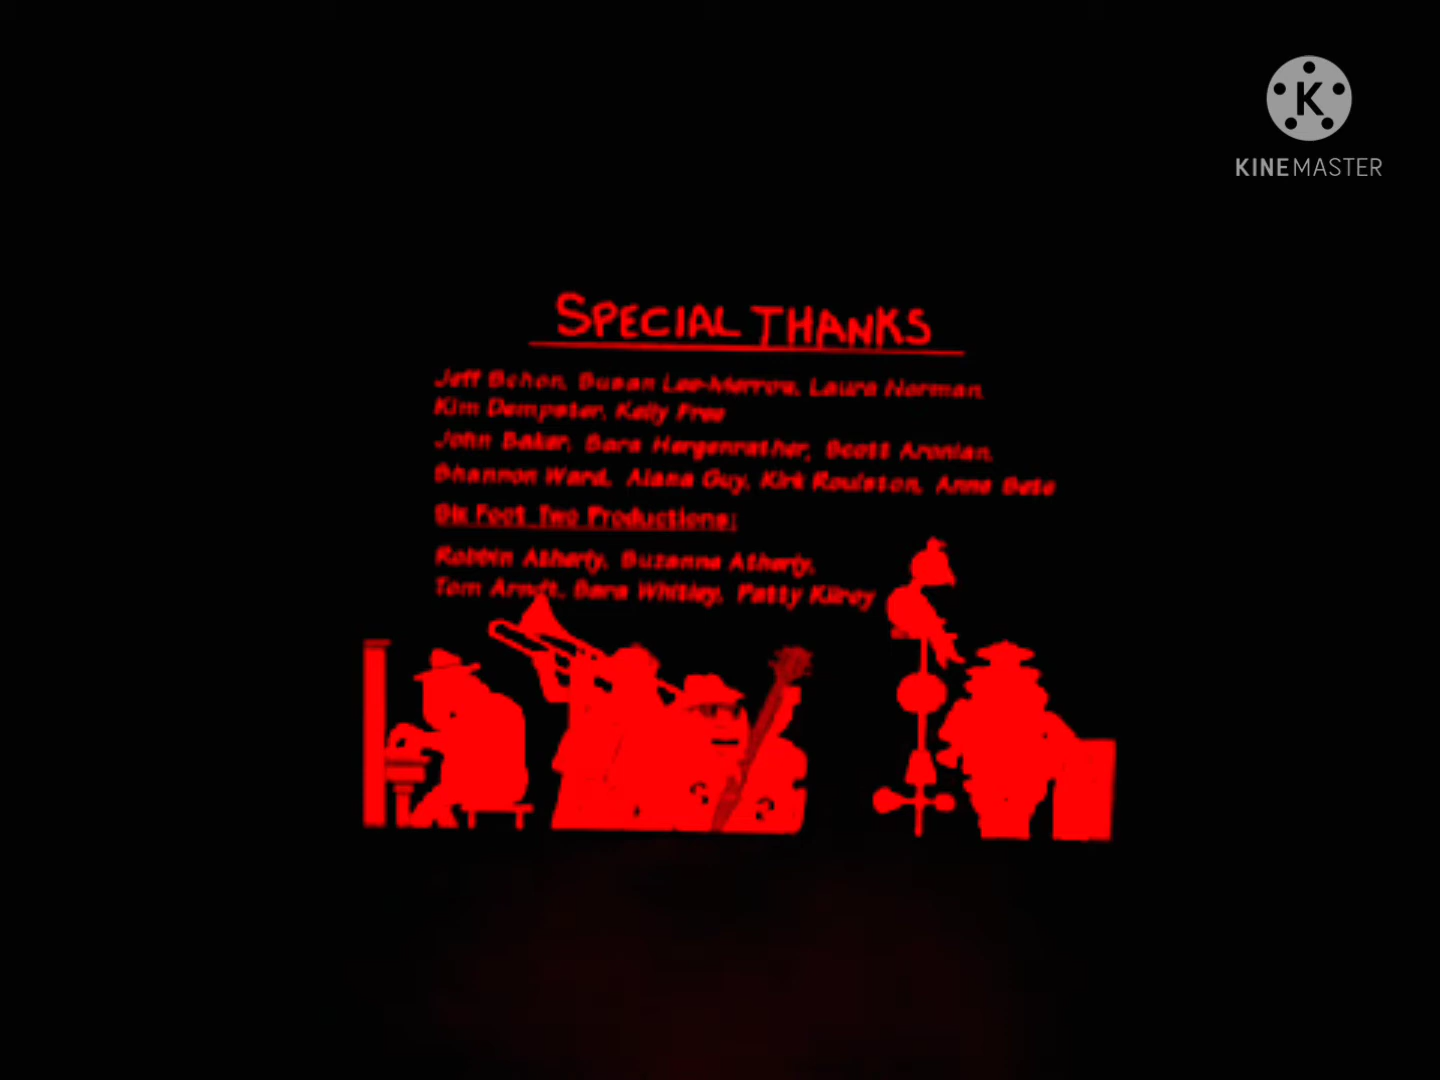 K
KINEMASTER
SPECIAL THANKS
Jeff Schon, Susan Lee-Merrow, Laura Norman,
Kim Dempster, Kelly Free
John Baker, Sara Hergenrather, Scott Aronian,
Shannon Ward, Alana Guy, Kirk Roulston, Anne Sete
Six Foot Two Productions:
Robbin Atherly, Suzanne Atherly,
Tom Arndt, Sara Whitley, Patty Kilroy